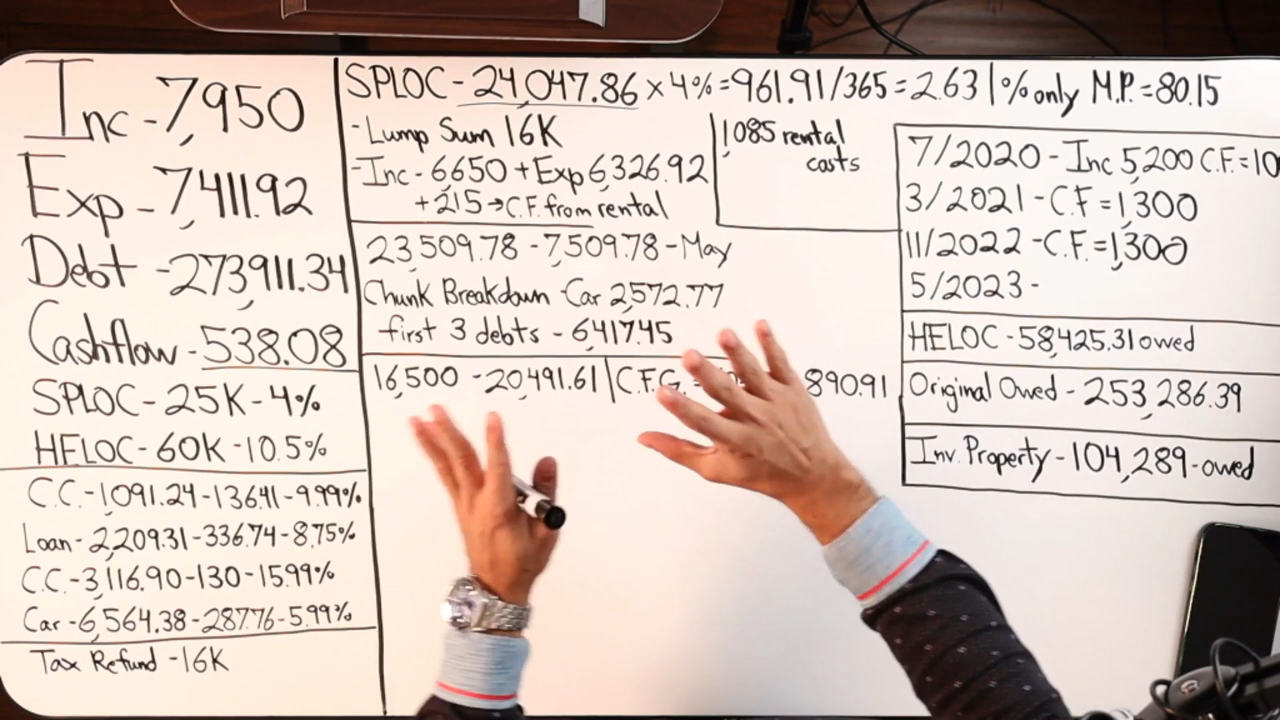 Inc - 7,950
Exp - 7,411.92
Debt - 273,911.34
Cashflow - 538.08
SPLOC - 25K - 4%
HELOC - 60K - 10.5%
C.C. - 1091.24 - 136.41 - 9.99%
Loan - 2,209.31 - 336.74 - 8.75%
C.C. - 3,116.90 - 130 - 15.99%
Car - 6,564.38 - 287.76 - 5.99%
Tax Refund - 16K
SPLOC - 24,047.86 x 4% = 961.91/365 = 2.63 | % only M.P. = 80.15
- Lump Sum 16K
- Inc - 6650 + Exp 6,326.92
+ 215 → C.F. from rental
1,085 rental
costs
23,509.78 - 7,509.78 - May
Chunk Breakdown - Car 2,572.77
first 3 debts - 6,417.45
16,500 - 20,491.61 | C.F.G. 890.91
7/2020 - Inc 5,200 C.F. = 10
3/2021 - C.F = 1,300
11/2022 - C.F. = 1,300
5/2023 -
HELOC - 58,425.31 owed
Original Owed - 253,286.39
Inv. Property - 104,289 - owed